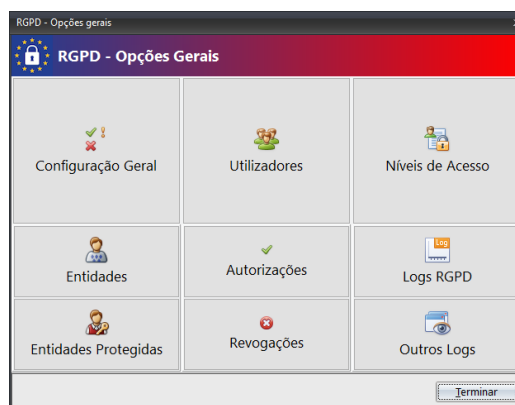 RGPD - Opções gerais
RGPD - Opções Gerais
Configuração Geral
Utilizadores
Níveis de Acesso
Entidades
Autorizações
Log
Logs RGPD
Entidades Protegidas
Revogações
Outros Logs
Terminar